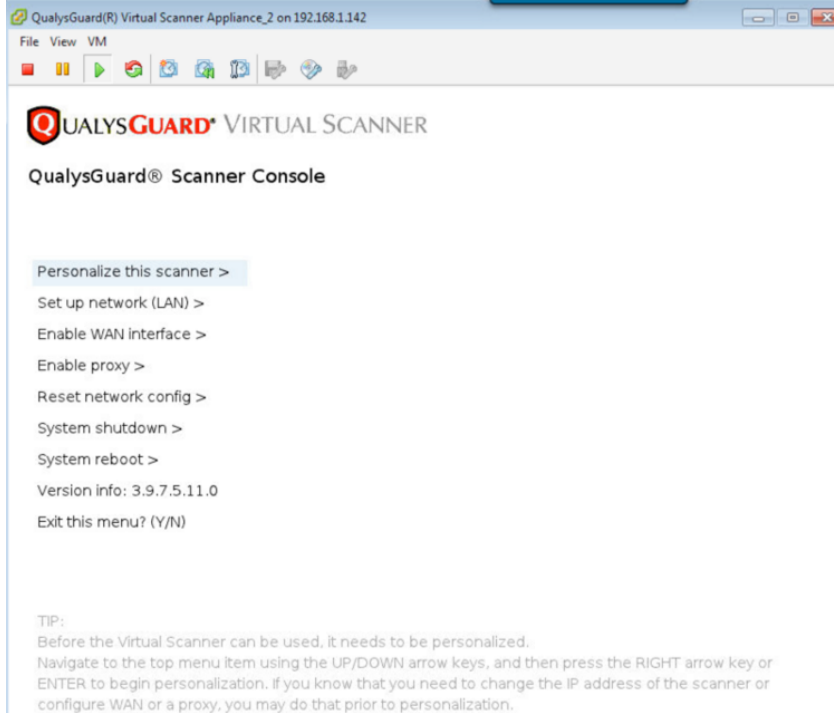 QualysGuard(R) Virtual Scanner Appliance_2 on 192.168.1.142
File View VM
QUALYSGUARD® VIRTUAL SCANNER
QualysGuard® Scanner Console
Personalize this scanner >
Set up network (LAN) >
Enable WAN interface >
Enable proxy >
Reset network config >
System shutdown >
System reboot >
Version info: 3.9.7.5.11.0
Exit this menu? (Y/N)
TIP:
Before the Virtual Scanner can be used, it needs to be personalized.
Navigate to the top menu item using the UP/DOWN arrow keys, and then press the RIGHT arrow key or
ENTER to begin personalization. If you know that you need to change the IP address of the scanner or
configure WAN or a proxy, you may do that prior to personalization.